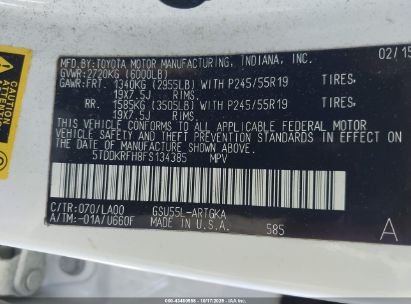 MFD.BY: TOYOTA MOTOR MANUFACTURING, INDIANA, INC. 02/15
GVWR: 2720KG (6000LB)
GAWR: FRT. 1340KG (2955LB) WITH P245/55R19 TIRES,
19X7.5J RIMS,
RR. 1585KG (3505LB) WITH P245/55R19 TIRES,
19X7.5J RIMS,
THIS VEHICLE CONFORMS TO ALL APPLICABLE FEDERAL MOTOR
VEHICLE SAFETY AND THEFT PREVENTION STANDARDS IN EFFECT ON
THE DATE OF MANUFACTURE SHOWN ABOVE.
5TDDKRFH8FS134385 MPV
C/TR: 070/LA00 GSU55L-ARTGKA
A/TM: -01A/U660F MADE IN U.S.A.
585
A
CAUTION